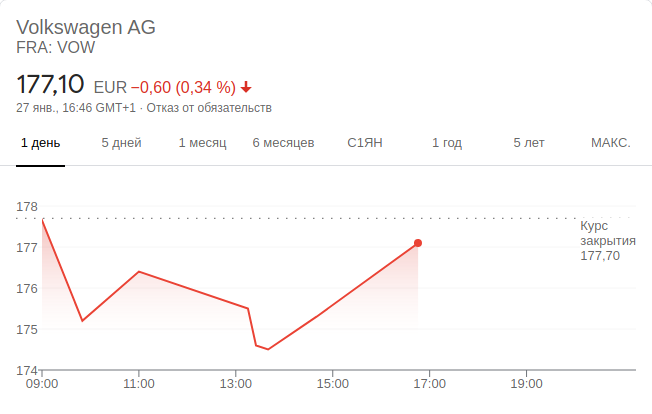 Volkswagen AG
FRA: VOW
177,10 EUR −0,60 (0,34 %)
27 янв., 16:46 GMT+1 · Отказ от обязательств
1 день 5 дней 1 месяц 6 месяцев С1ЯН 1 год 5 лет МАКС.
178
177
176
175
174
Курс
закрытия
177,70
09:00 11:00 13:00 15:00 17:00 19:00